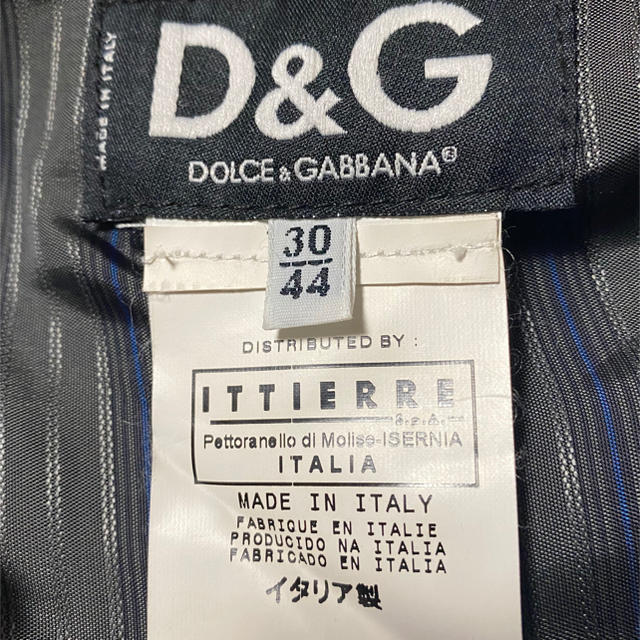 MADE IN ITALY
D&G
DOLCE & GABBANA®
30
44
DISTRIBUTED BY :
ITTIERRE
S.p.A.
Pettoranello di Molise-ISERNIA
ITALIA
MADE IN ITALY
FABRIQUE EN ITALIE
PRODUCIDO NA ITALIA
FABRICADO EN ITALIA
イタリア製